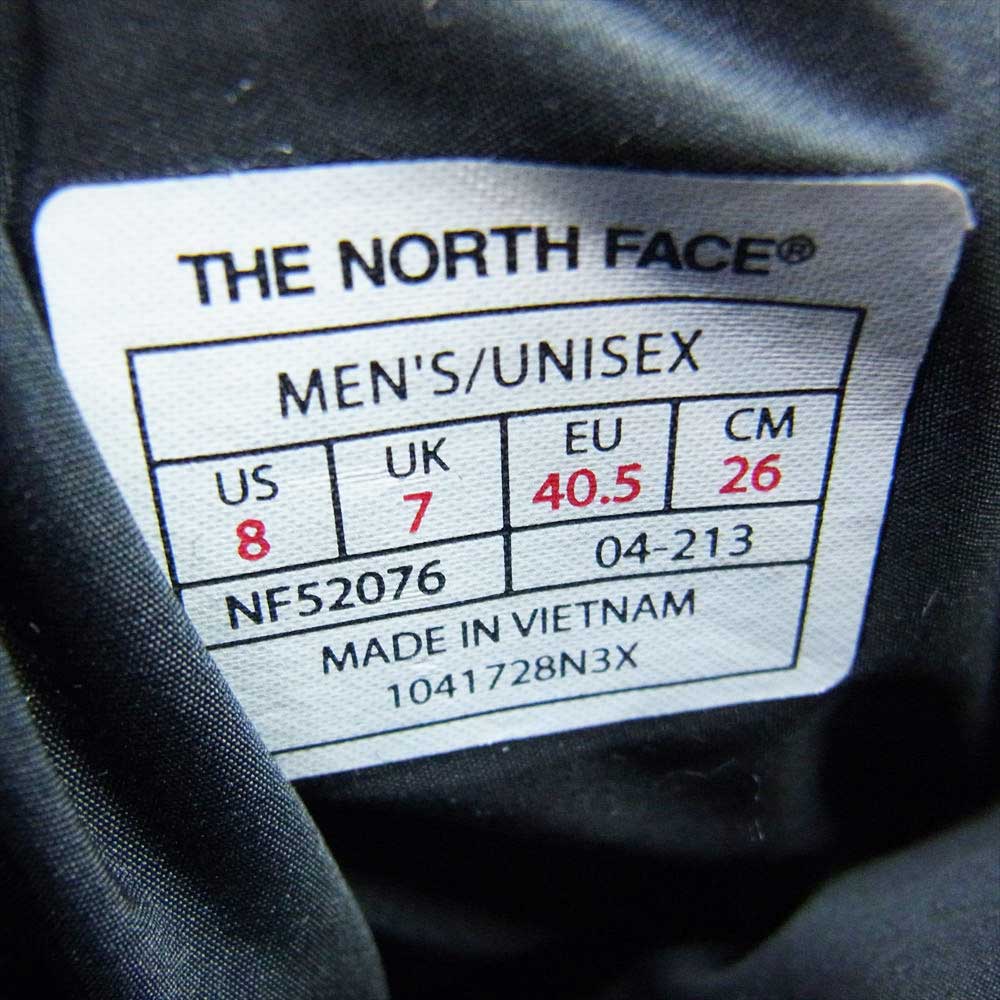 THE NORTH FACE®
MEN'S/UNISEX
US UK EU CM
8 7 40.5 26
NF52076 04-213
MADE IN VIETNAM
1041728N3X